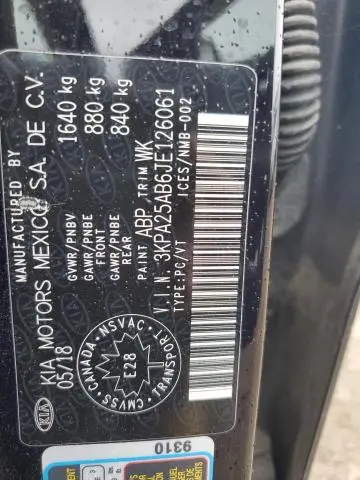 MANUFACTURED BY
KIA KIA MOTORS MEXICO S.A. DE C.V.
05/18
GVWR/PNBV 1640 kg
GAWR/PNBE FRONT 880 kg
GAWR/PNBE REAR 840 kg
PAINT ABP , TRIM WK
V.I.N. 3KPA25AB6JE126061
TYPE:PC/VT ICES/NMB-002
CANADA · NSVAC · TRANSPORT · CMVSS
E28
9310